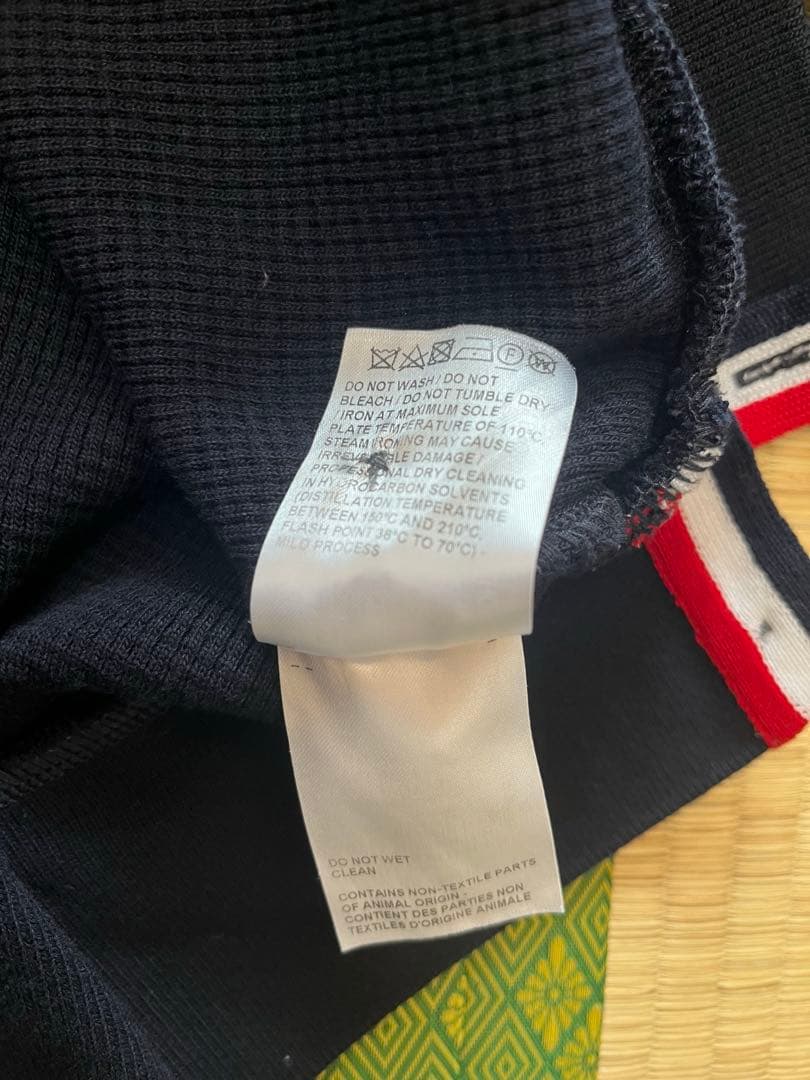 DO NOT WASH / DO NOT
BLEACH / DO NOT TUMBLE DRY
/ IRON AT MAXIMUM SOLE
PLATE TEMPERATURE OF 110°C,
STEAM IRONING MAY CAUSE
DAMAGE /
PROFESSIONAL DRY CLEANING
IN HYDROCARBON SOLVENTS
(DISTILLATION TEMPERATURE
BETWEEN 150°C AND 210°C,
FLASH POINT 38°C TO 70°C) -
MILD PROCESS
DO NOT WET
CLEAN
CONTAINS NON-TEXTILE PARTS
OF ANIMAL ORIGIN -
CONTIENT DES PARTIES NON
TEXTILES D'ORIGINE ANIMALE